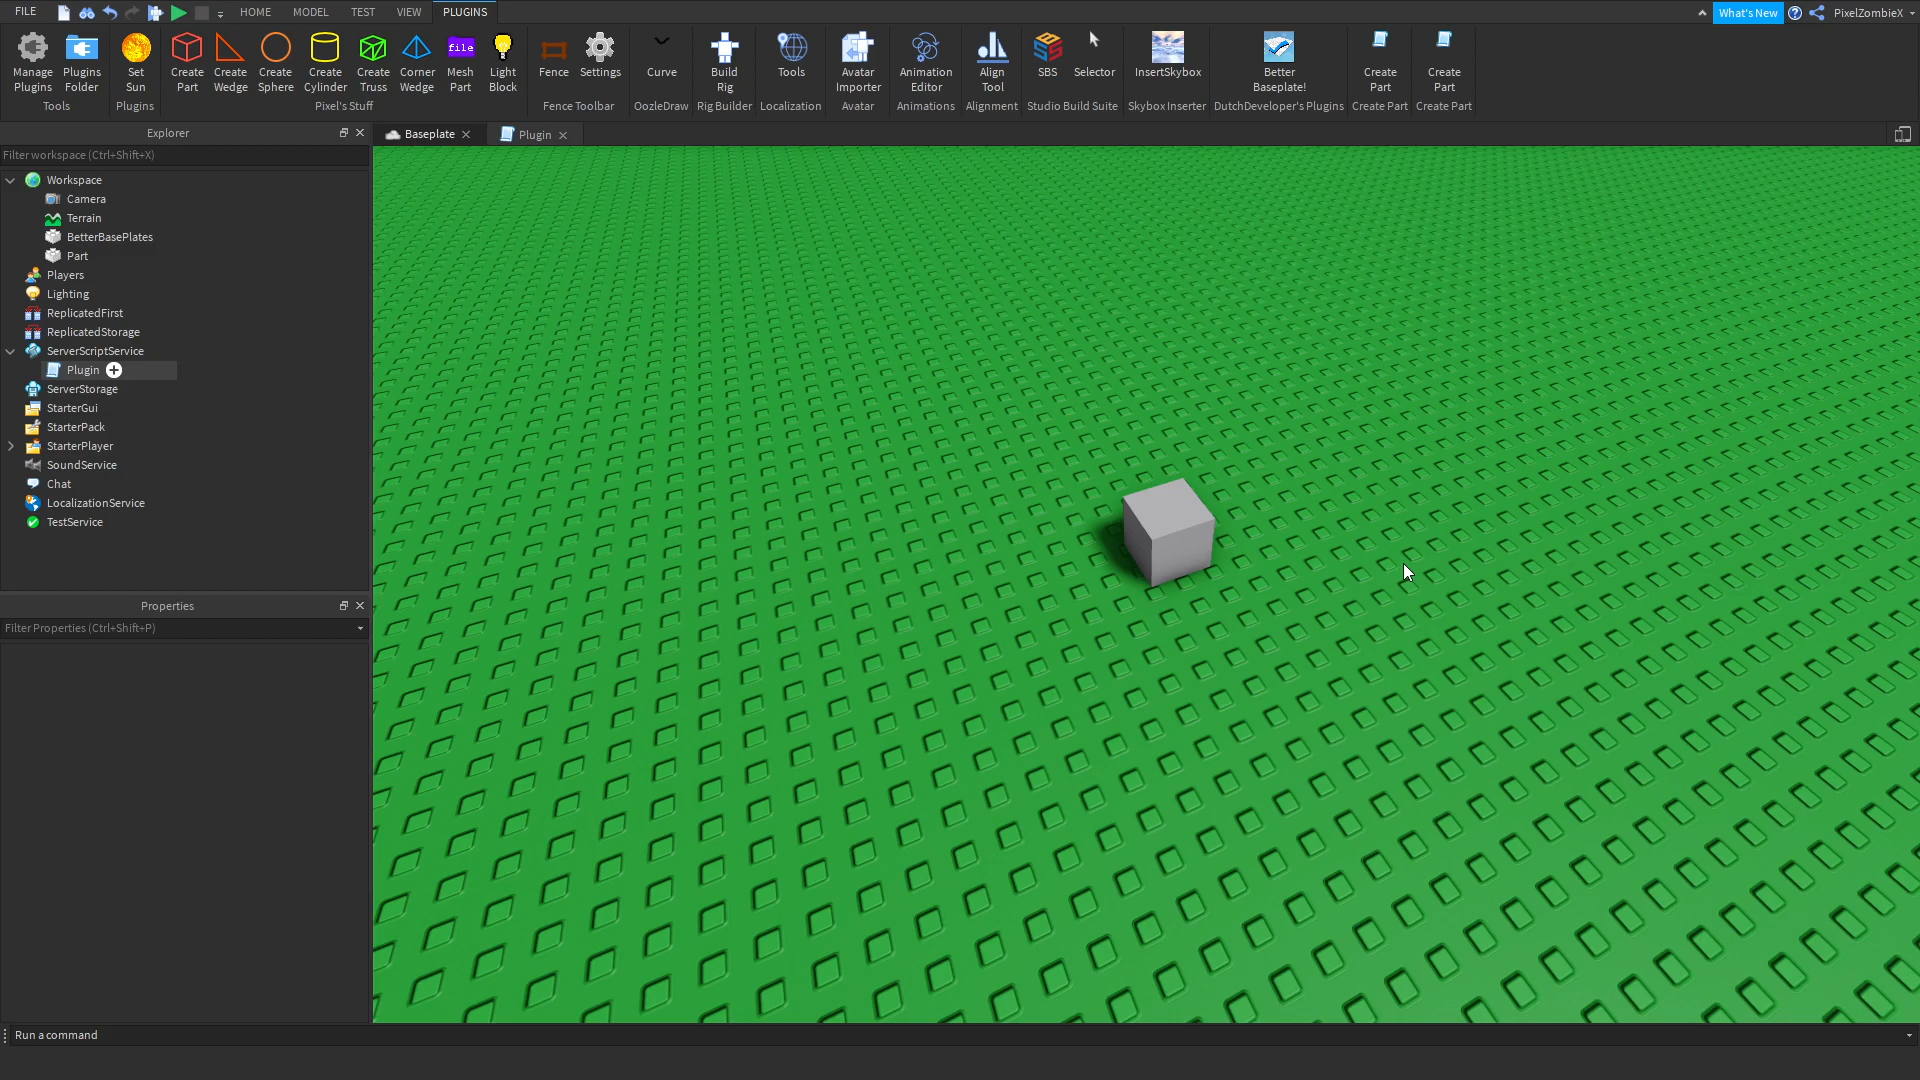 FILE HOME MODEL TEST VIEW PLUGINS What's New PixelZombieX
Manage Plugins
Plugins Folder
Set Sun
Create Part
Create Wedge
Create Sphere
Create Cylinder
Create Truss
Corner Wedge
file
Mesh Part
Light Block
Fence
Settings
Curve
Build Rig
Tools
Avatar Importer
Animation Editor
Align Tool
SBS
Selector
InsertSkybox
Better Baseplate!
Create Part
Create Part
Tools Plugins Pixel's Stuff Fence Toolbar OozleDraw Rig Builder Localization Avatar Animations Alignment Studio Build Suite Skybox Inserter DutchDeveloper's Plugins Create Part Create Part
Explorer
Baseplate
Plugin
Filter workspace (Ctrl+Shift+X)
Workspace
Camera
Terrain
BetterBasePlates
Part
Players
Lighting
ReplicatedFirst
ReplicatedStorage
ServerScriptService
Plugin
ServerStorage
StarterGui
StarterPack
StarterPlayer
SoundService
Chat
LocalizationService
TestService
Properties
Filter Properties (Ctrl+Shift+P)
Run a command